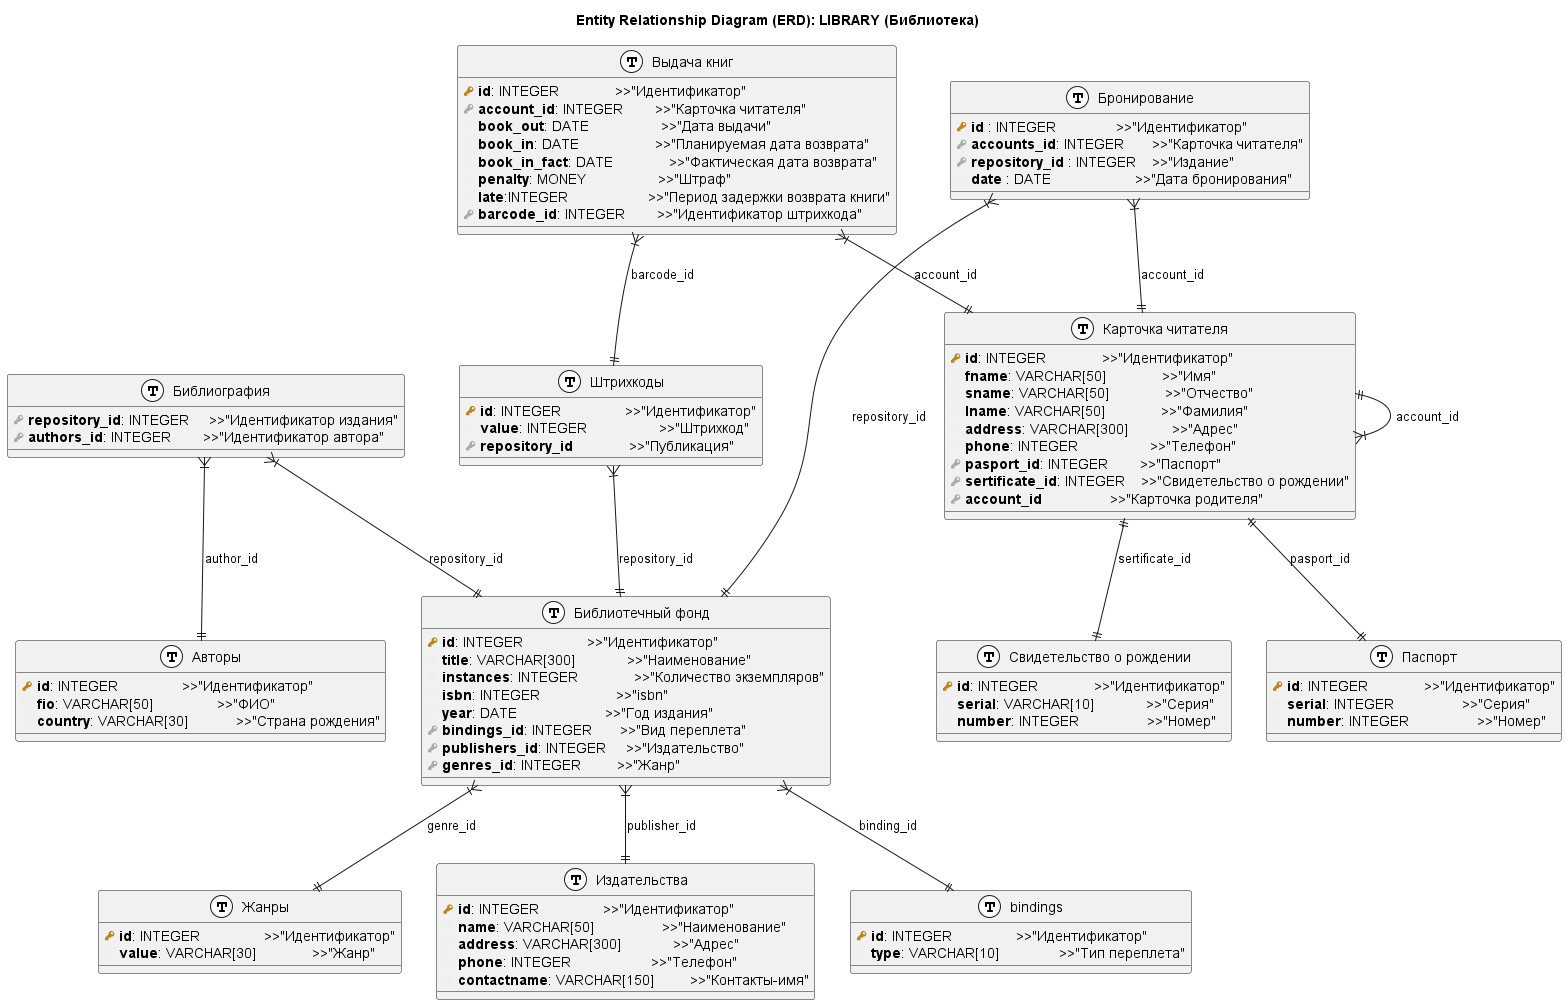 Entity Relationship Diagram (ERD): LIBRARY (Библиотека)
T Выдача книг
id: INTEGER >>"Идентификатор"
account_id: INTEGER >>"Карточка читателя"
book_out: DATE >>"Дата выдачи"
book_in: DATE >>"Планируемая дата возврата"
book_in_fact: DATE >>"Фактическая дата возврата"
penalty: MONEY >>"Штраф"
late:INTEGER >>"Период задержки возврата книги"
barcode_id: INTEGER >>"Идентификатор штрихкода"
T Бронирование
id : INTEGER >>"Идентификатор"
accounts_id: INTEGER >>"Карточка читателя"
repository_id : INTEGER >>"Издание"
date : DATE >>"Дата бронирования"
barcode_id
account_id
account_id
T Карточка читателя
id: INTEGER >>"Идентификатор"
fname: VARCHAR[50] >>"Имя"
sname: VARCHAR[50] >>"Отчество"
lname: VARCHAR[50] >>"Фамилия"
address: VARCHAR[300] >>"Адрес"
phone: INTEGER >>"Телефон"
pasport_id: INTEGER >>"Паспорт"
sertificate_id: INTEGER >>"Свидетельство о рождении"
account_id >>"Карточка родителя"
account_id
T Библиография
repository_id: INTEGER >>"Идентификатор издания"
authors_id: INTEGER >>"Идентификатор автора"
T Штрихкоды
id: INTEGER >>"Идентификатор"
value: INTEGER >>"Штрихкод"
repository_id >>"Публикация"
repository_id
author_id
repository_id
repository_id
sertificate_id
pasport_id
T Авторы
id: INTEGER >>"Идентификатор"
fio: VARCHAR[50] >>"ФИО"
country: VARCHAR[30] >>"Страна рождения"
T Библиотечный фонд
id: INTEGER >>"Идентификатор"
title: VARCHAR[300] >>"Наименование"
instances: INTEGER >>"Количество экземпляров"
isbn: INTEGER >>"isbn"
year: DATE >>"Год издания"
bindings_id: INTEGER >>"Вид переплета"
publishers_id: INTEGER >>"Издательство"
genres_id: INTEGER >>"Жанр"
T Свидетельство о рождении
id: INTEGER >>"Идентификатор"
serial: VARCHAR[10] >>"Серия"
number: INTEGER >>"Номер"
T Паспорт
id: INTEGER >>"Идентификатор"
serial: INTEGER >>"Серия"
number: INTEGER >>"Номер"
genre_id
publisher_id
binding_id
T Жанры
id: INTEGER >>"Идентификатор"
value: VARCHAR[30] >>"Жанр"
T Издательства
id: INTEGER >>"Идентификатор"
name: VARCHAR[50] >>"Наименование"
address: VARCHAR[300] >>"Адрес"
phone: INTEGER >>"Телефон"
contactname: VARCHAR[150] >>"Контакты-имя"
T bindings
id: INTEGER >>"Идентификатор"
type: VARCHAR[10] >>"Тип переплета"